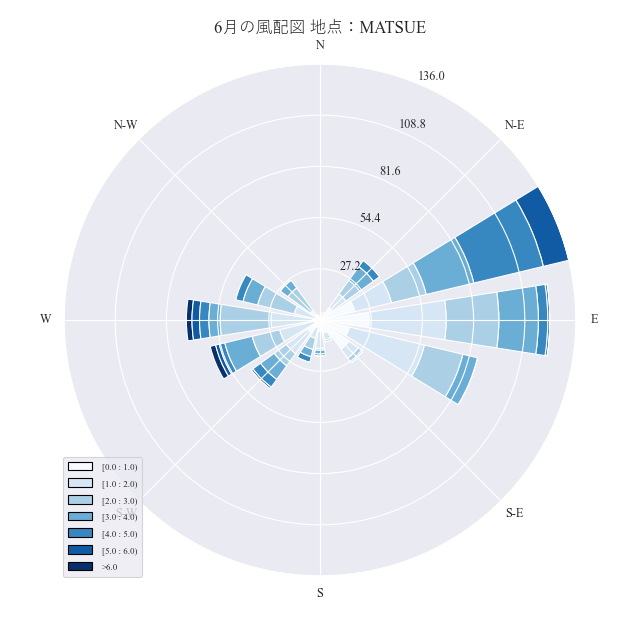 6月の風配図 地点：MATSUE
N
136.0
N-W
108.8
N-E
81.6
54.4
27.2
W
E
[0.0 : 1.0)
[1.0 : 2.0)
[2.0 : 3.0)
S-W
[3.0 : 4.0)
S-E
[4.0 : 5.0)
[5.0 : 6.0)
>6.0
S